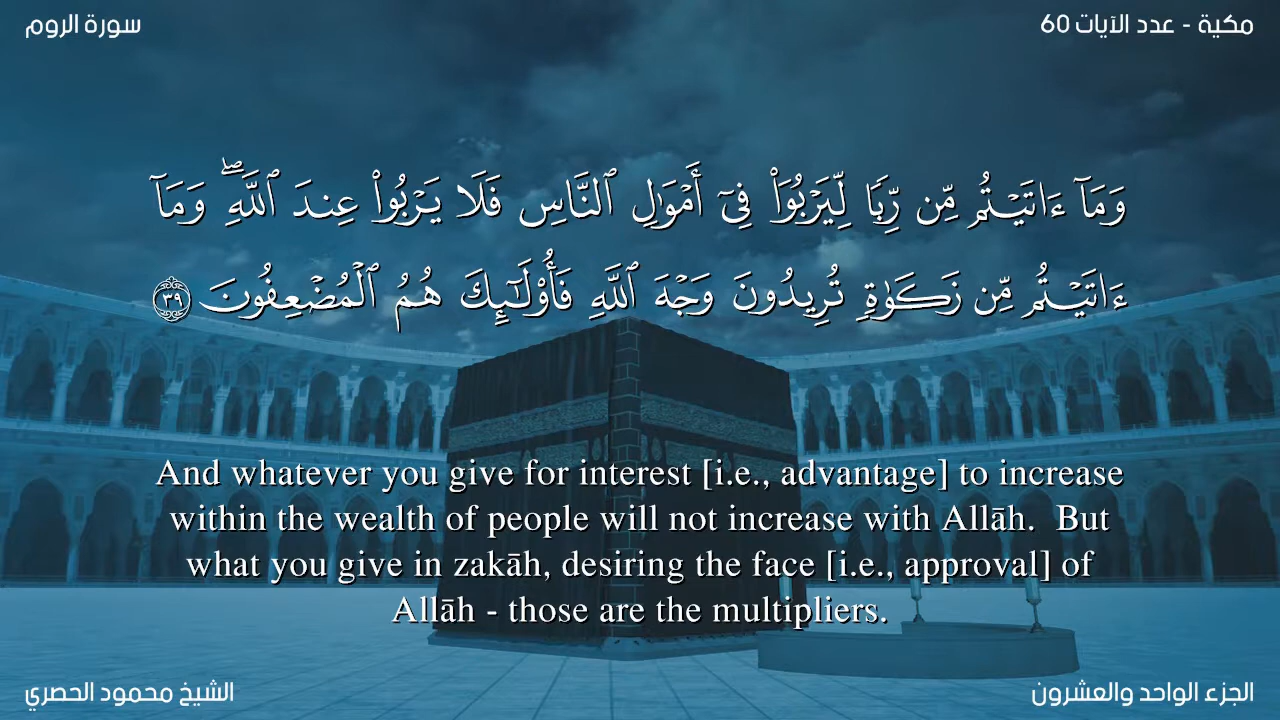 مكية - عدد الآيات 60
سورة الروم
وَمَآ ءَاتَيْتُم مِّن رِّبًا لِّيَرْبُوَا۟ فِىٓ أَمْوَٰلِ ٱلنَّاسِ فَلَا يَرْبُوا۟ عِندَ ٱللَّهِ ۖ وَمَآ
ءَاتَيْتُم مِّن زَكَوٰةٍ تُرِيدُونَ وَجْهَ ٱللَّهِ فَأُو۟لَـٰٓئِكَ هُمُ ٱلْمُضْعِفُونَ ٣٩
And whatever you give for interest [i.e., advantage] to increase
within the wealth of people will not increase with Allāh.  But
what you give in zakāh, desiring the face [i.e., approval] of
Allāh - those are the multipliers.
الجزء الواحد والعشرون
الشيخ محمود الحصري